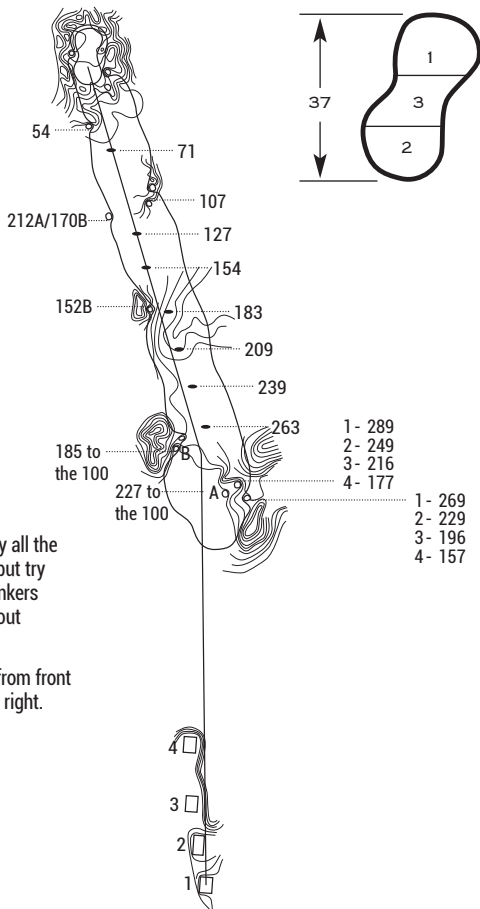 1
37
3
2
54
71
107
212A/170B
127
154
152B
183
209
239
263
185 to
the 100
B
227 to
the 100
A
1- 289
2- 249
3- 216
4- 177
1- 269
2- 229
3- 196
4- 157
y all the
but try
nkers
out
from front
right.
4
3
2
1